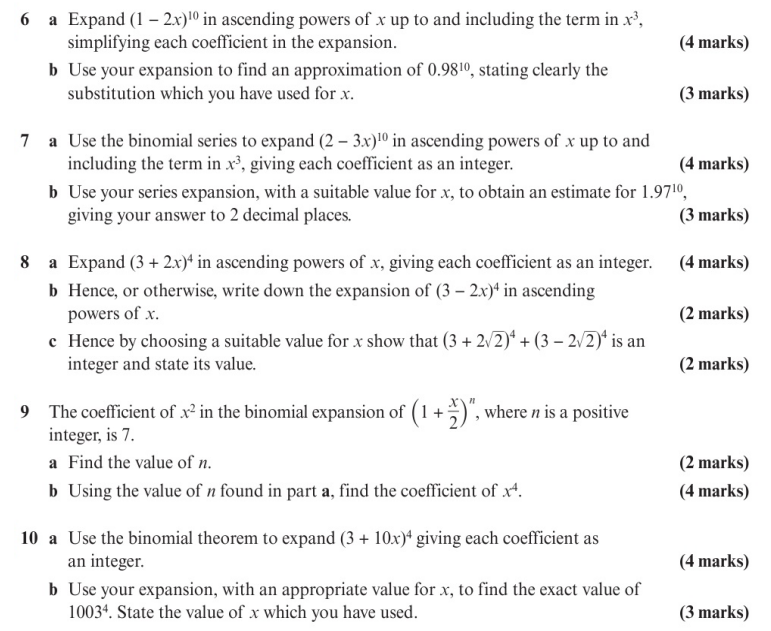 6 a Expand (1 − 2x)¹⁰ in ascending powers of x up to and including the term in x³,
simplifying each coefficient in the expansion. (4 marks)
b Use your expansion to find an approximation of 0.98¹⁰, stating clearly the
substitution which you have used for x. (3 marks)
7 a Use the binomial series to expand (2 − 3x)¹⁰ in ascending powers of x up to and
including the term in x³, giving each coefficient as an integer. (4 marks)
b Use your series expansion, with a suitable value for x, to obtain an estimate for 1.97¹⁰,
giving your answer to 2 decimal places. (3 marks)
8 a Expand (3 + 2x)⁴ in ascending powers of x, giving each coefficient as an integer. (4 marks)
b Hence, or otherwise, write down the expansion of (3 − 2x)⁴ in ascending
powers of x. (2 marks)
c Hence by choosing a suitable value for x show that (3 + 2√2)⁴ + (3 − 2√2)⁴ is an
integer and state its value. (2 marks)
9 The coefficient of x² in the binomial expansion of (1 + x/2)ⁿ, where n is a positive
integer, is 7.
a Find the value of n. (2 marks)
b Using the value of n found in part a, find the coefficient of x⁴. (4 marks)
10 a Use the binomial theorem to expand (3 + 10x)⁴ giving each coefficient as
an integer. (4 marks)
b Use your expansion, with an appropriate value for x, to find the exact value of
1003⁴. State the value of x which you have used. (3 marks)